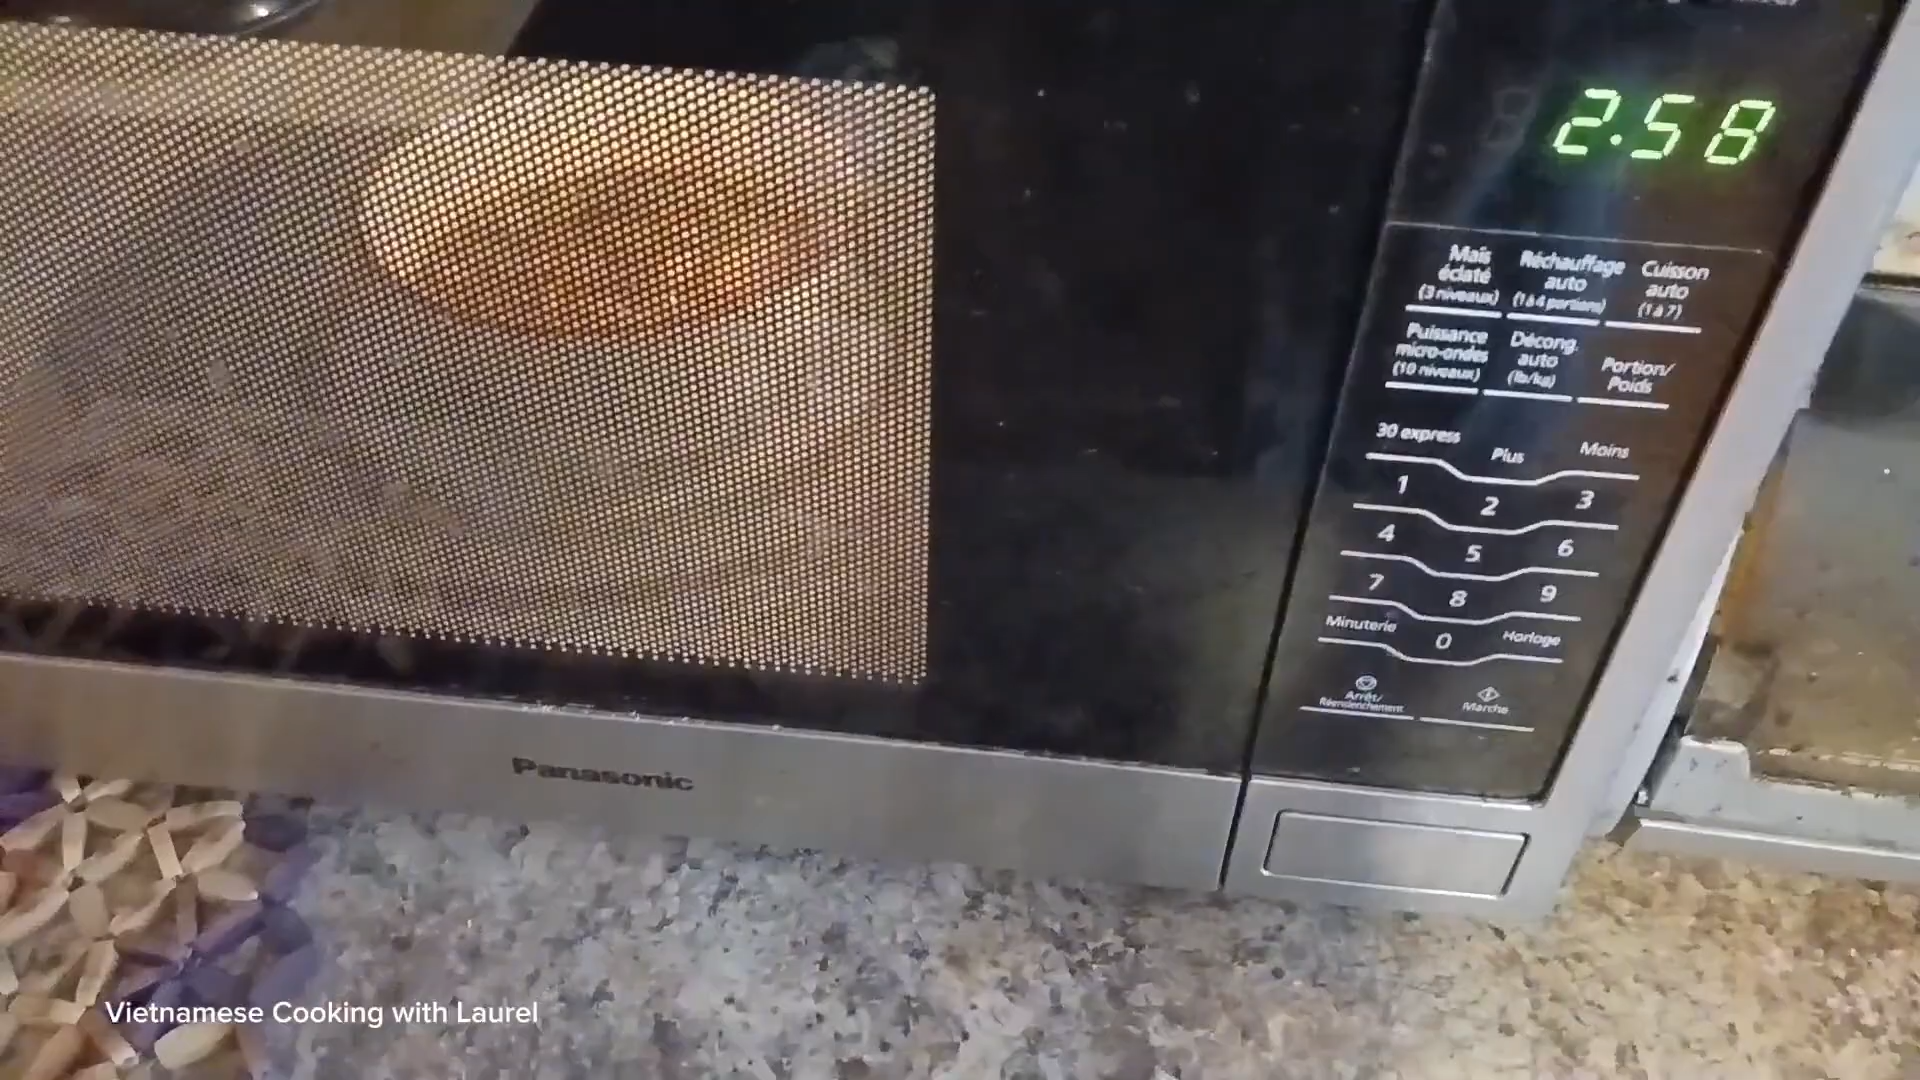 2:58
Maïs éclaté (3 niveaux)
Réchauffage auto (1 à 4 portions)
Cuisson auto (1 à 7)
Puissance micro-ondes (10 niveaux)
Décong. auto (lb/kg)
Portion/ Poids
30 express
Plus
Moins
1
2
3
4
5
6
7
8
9
Minuterie
0
Horloge
Arrêt/
Marche
Panasonic
Vietnamese Cooking with Laurel